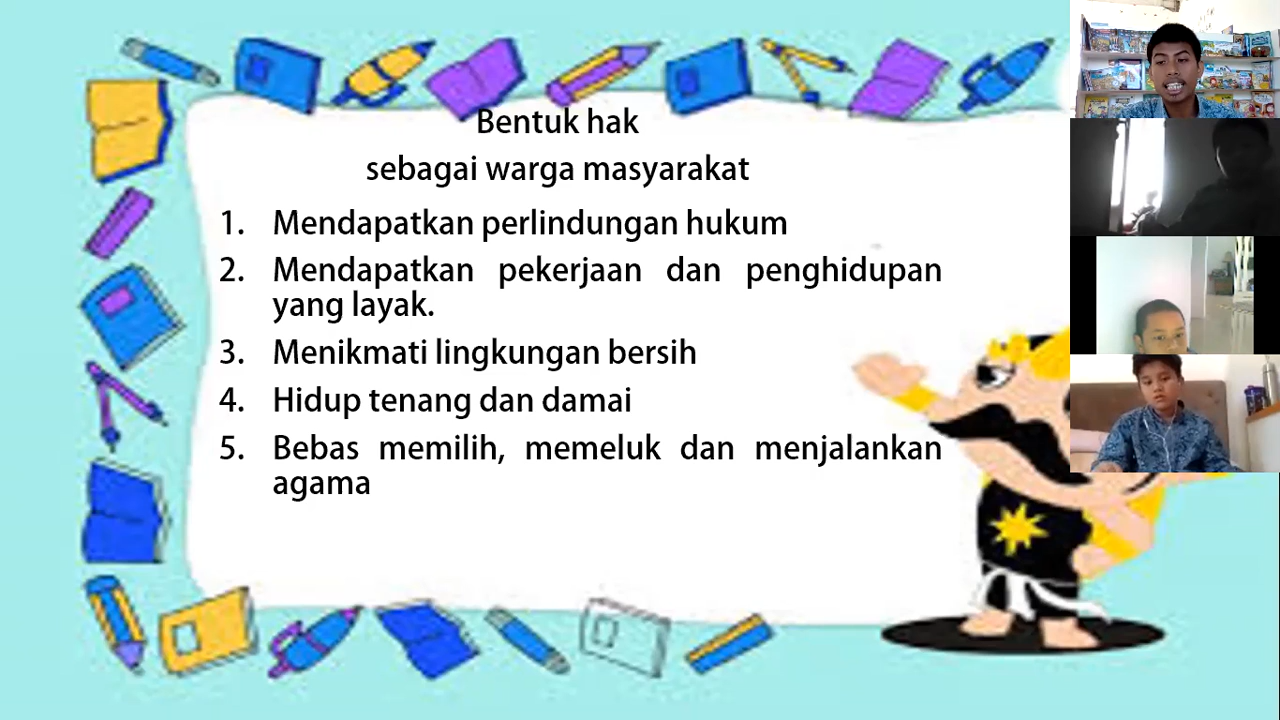 Bentuk hak
sebagai warga masyarakat
1. Mendapatkan perlindungan hukum
2. Mendapatkan pekerjaan dan penghidupan
yang layak.
3. Menikmati lingkungan bersih
4. Hidup tenang dan damai
5. Bebas memilih, memeluk dan menjalankan
agama